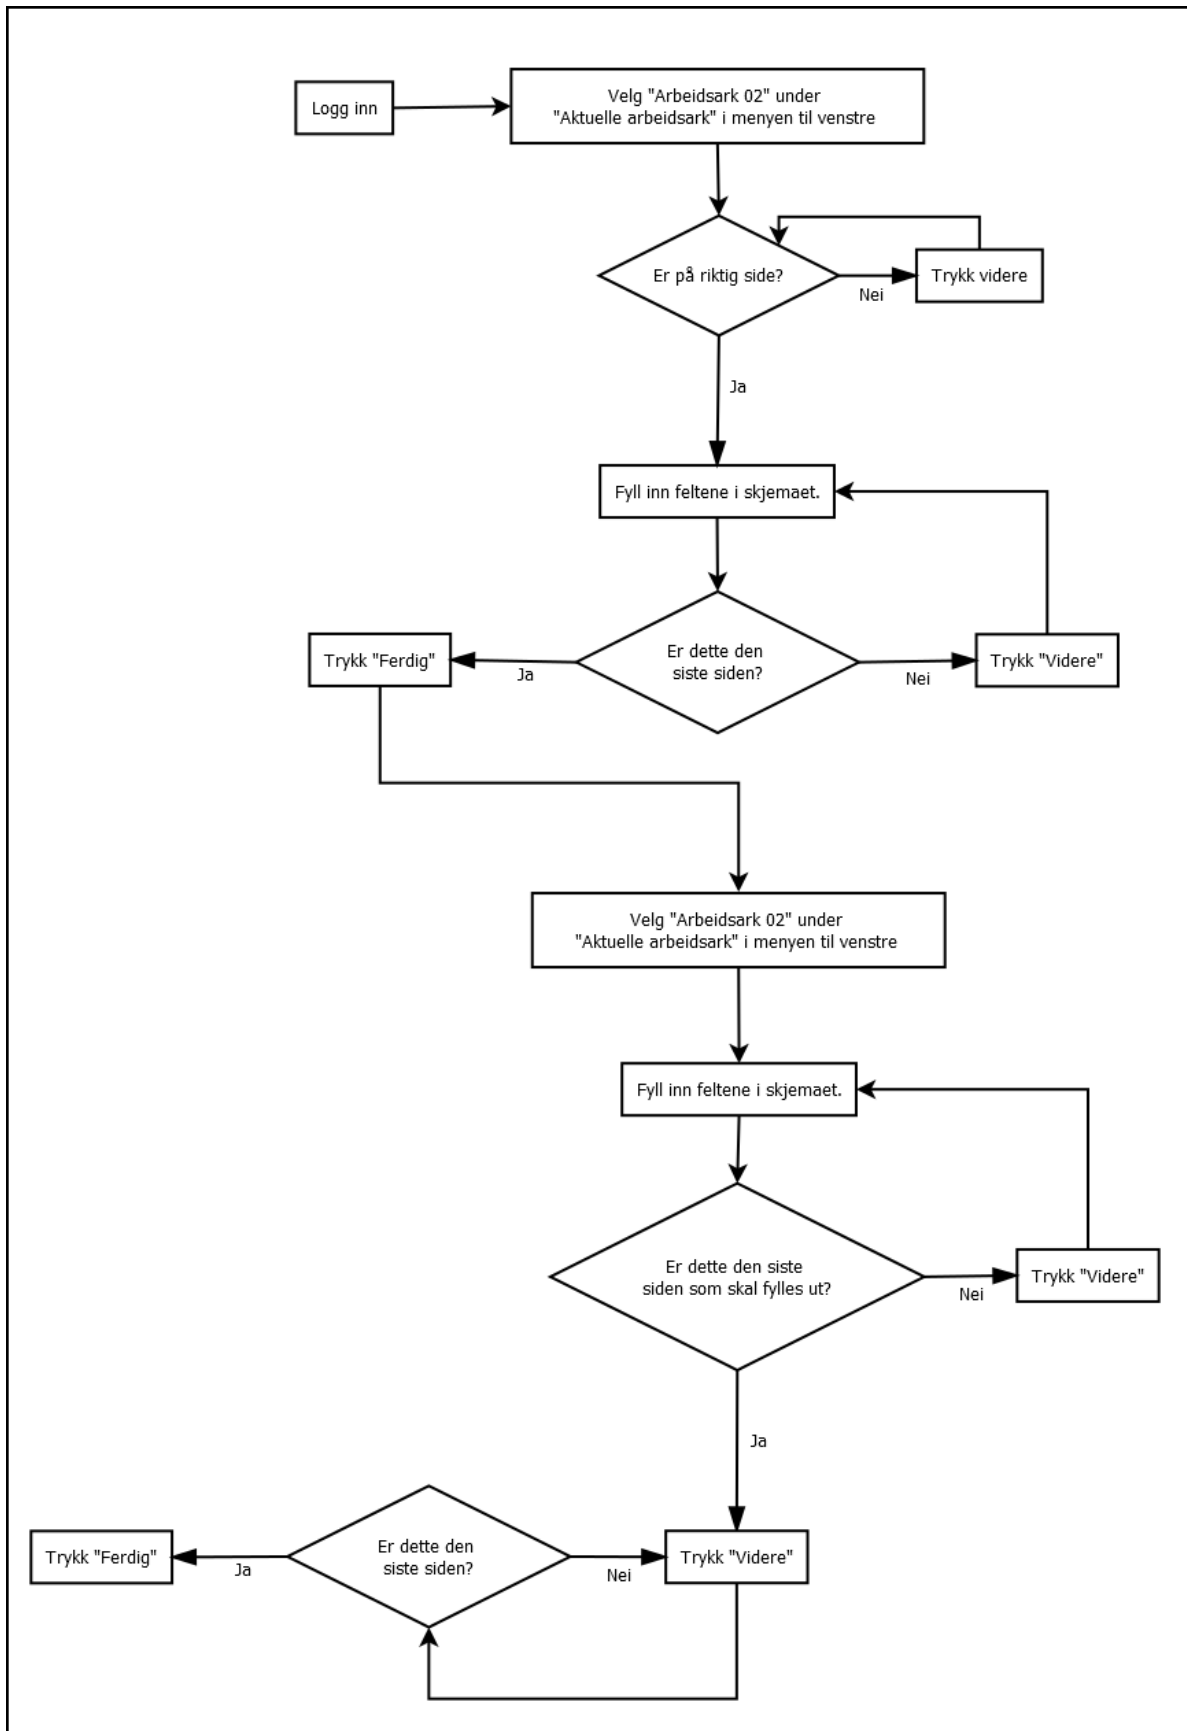 Logg inn
Velg "Arbeidsark 02" under
"Aktuelle arbeidsark" i menyen til venstre
Er på riktig side?
Nei
Trykk videre
Ja
Fyll inn feltene i skjemaet.
Er dette den
siste siden?
Ja
Trykk "Ferdig"
Nei
Trykk "Videre"
Velg "Arbeidsark 02" under
"Aktuelle arbeidsark" i menyen til venstre
Fyll inn feltene i skjemaet.
Er dette den siste
siden som skal fylles ut?
Nei
Trykk "Videre"
Ja
Trykk "Videre"
Er dette den
siste siden?
Nei
Ja
Trykk "Ferdig"